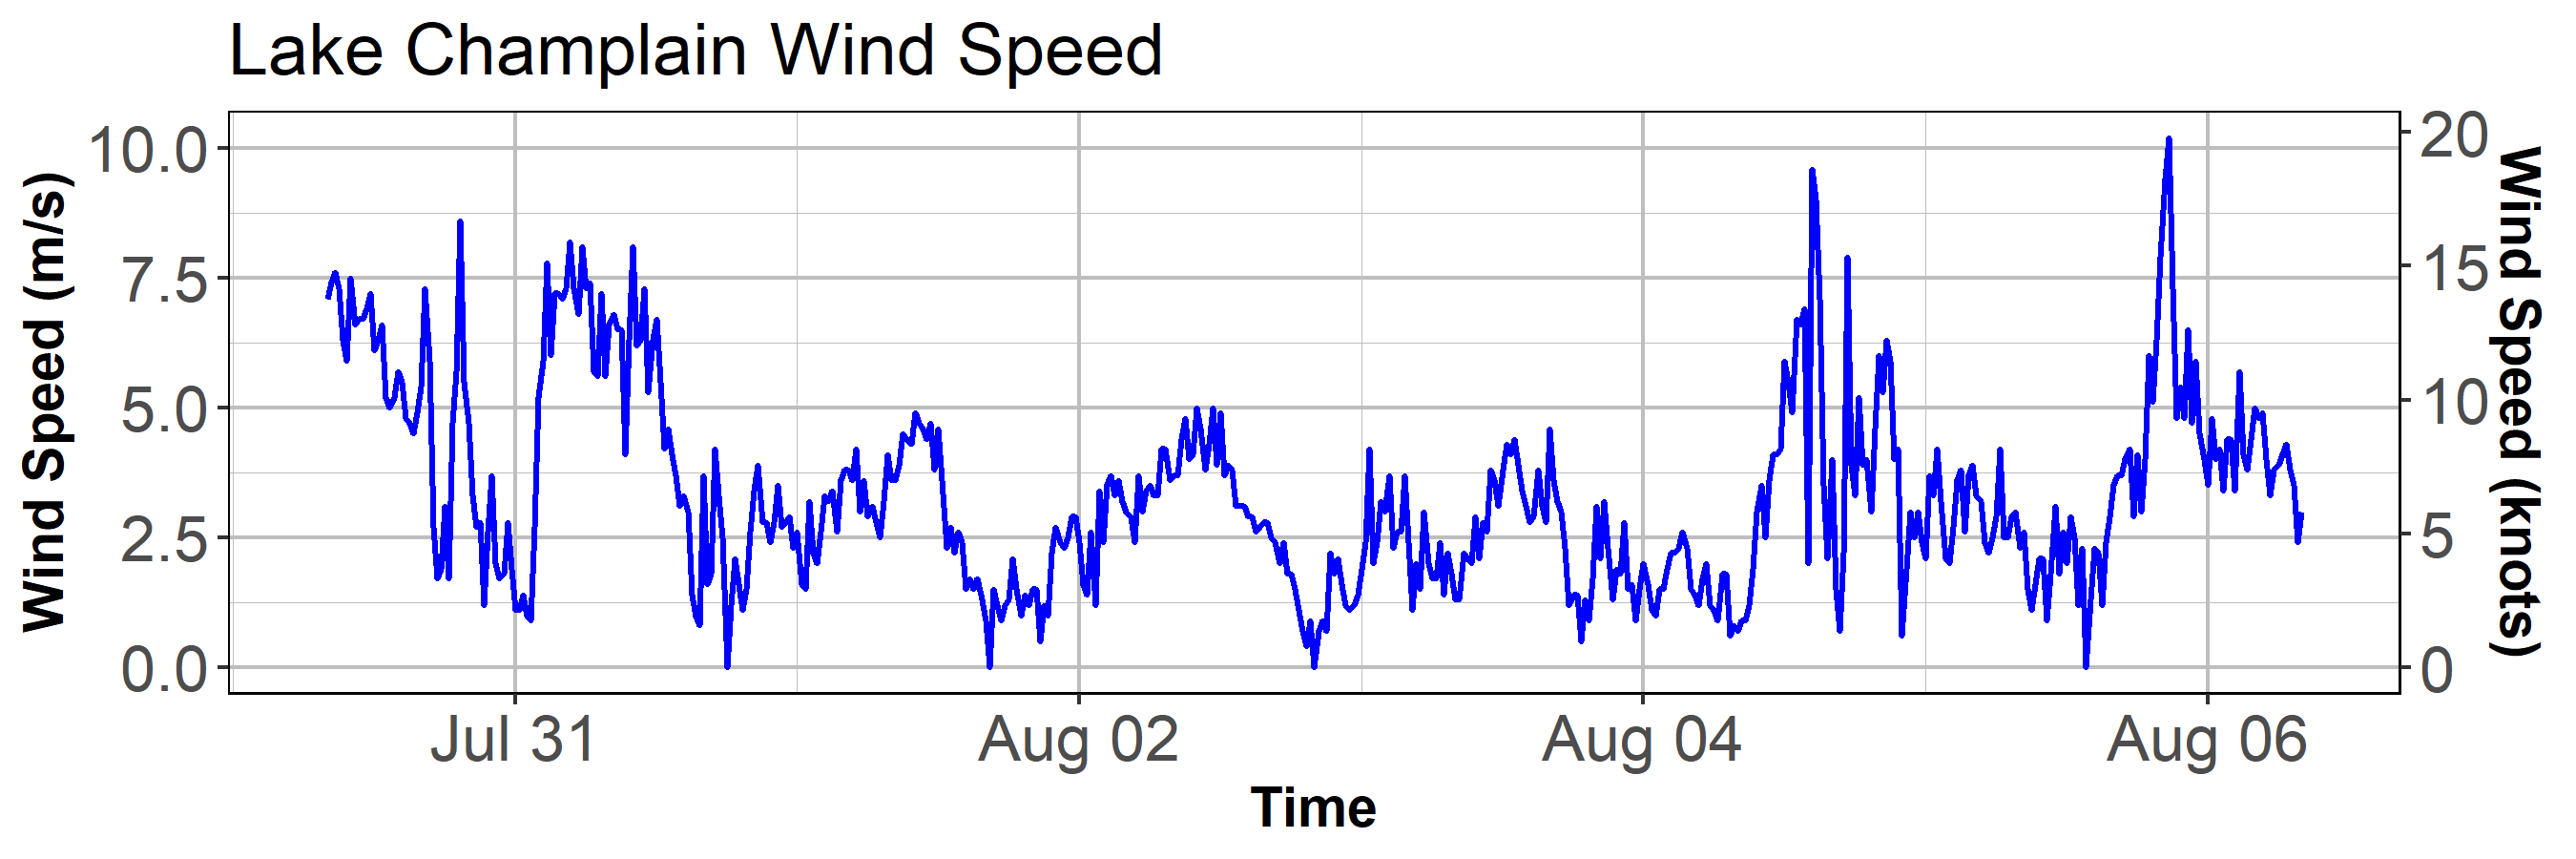 Lake Champlain Wind Speed
Wind Speed (m/s)
10.0
7.5
5.0
2.5
0.0
20
15
10
5
0
Wind Speed (knots)
Jul 31
Aug 02
Aug 04
Aug 06
Time